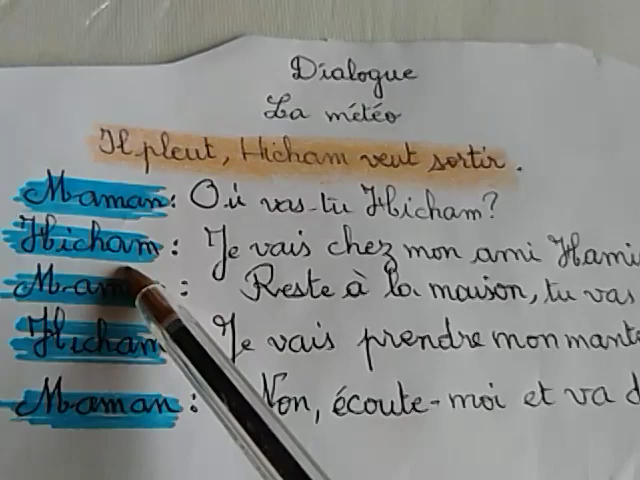 Dialogue
La météo
Il pleut, Hicham veut sortir.
Maman: Où vas-tu Hicham?
Hicham: Je vais chez mon ami
Maman: Reste à la maison, tu vas
Hicham Je vais prendre mon
Maman: Non, écoute-moi et va